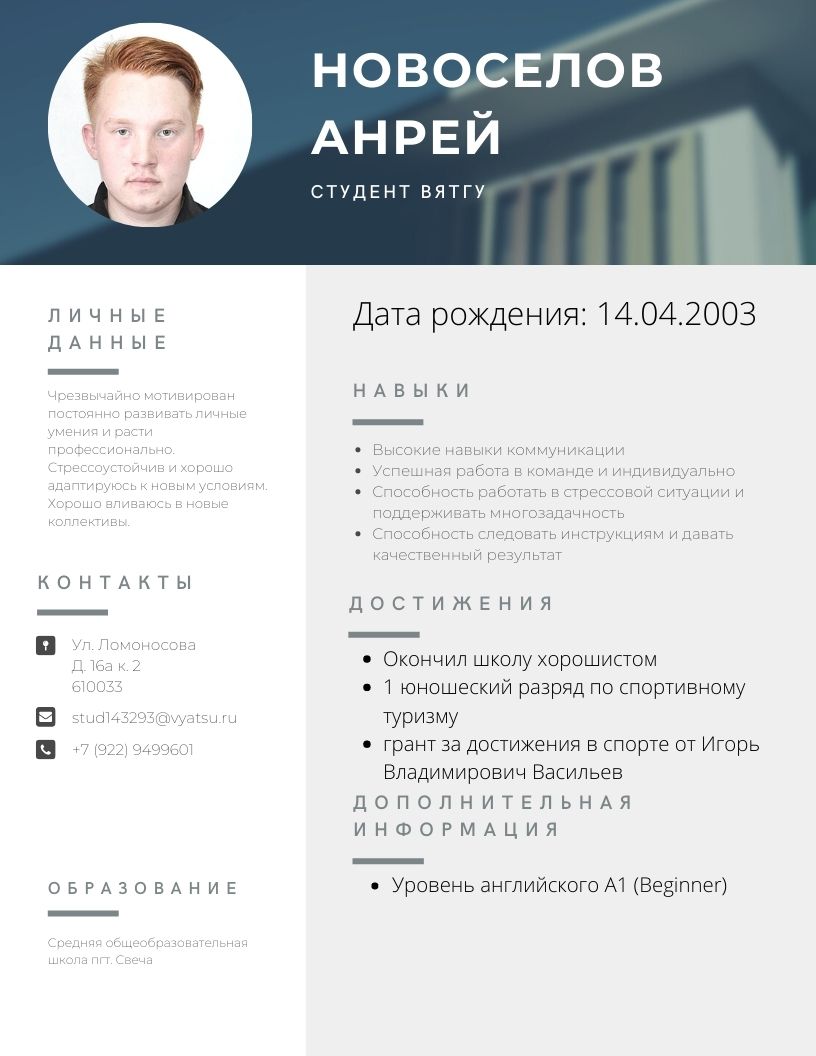 НОВОСЕЛОВ
АНРЕЙ
СТУДЕНТ ВЯТГУ
ЛИЧНЫЕ
ДАННЫЕ
Чрезвычайно мотивирован
постоянно развивать личные
умения и расти
профессионально.
Стрессоустойчив и хорошо
адаптируюсь к новым условиям.
Хорошо вливаюсь в новые
коллективы.
КОНТАКТЫ
Ул. Ломоносова
Д. 16а к. 2
610033
stud143293@vyatsu.ru
+7 (922) 9499601
ОБРАЗОВАНИЕ
Средняя общеобразовательная
школа пгт. Свеча
Дата рождения: 14.04.2003
НАВЫКИ
• Высокие навыки коммуникации
• Успешная работа в команде и индивидуально
• Способность работать в стрессовой ситуации и
поддерживать многозадачность
• Способность следовать инструкциям и давать
качественный результат
ДОСТИЖЕНИЯ
• Окончил школу хорошистом
• 1 юношеский разряд по спортивному
туризму
• грант за достижения в спорте от Игорь
Владимирович Васильев
ДОПОЛНИТЕЛЬНАЯ
ИНФОРМАЦИЯ
• Уровень английского A1 (Beginner)